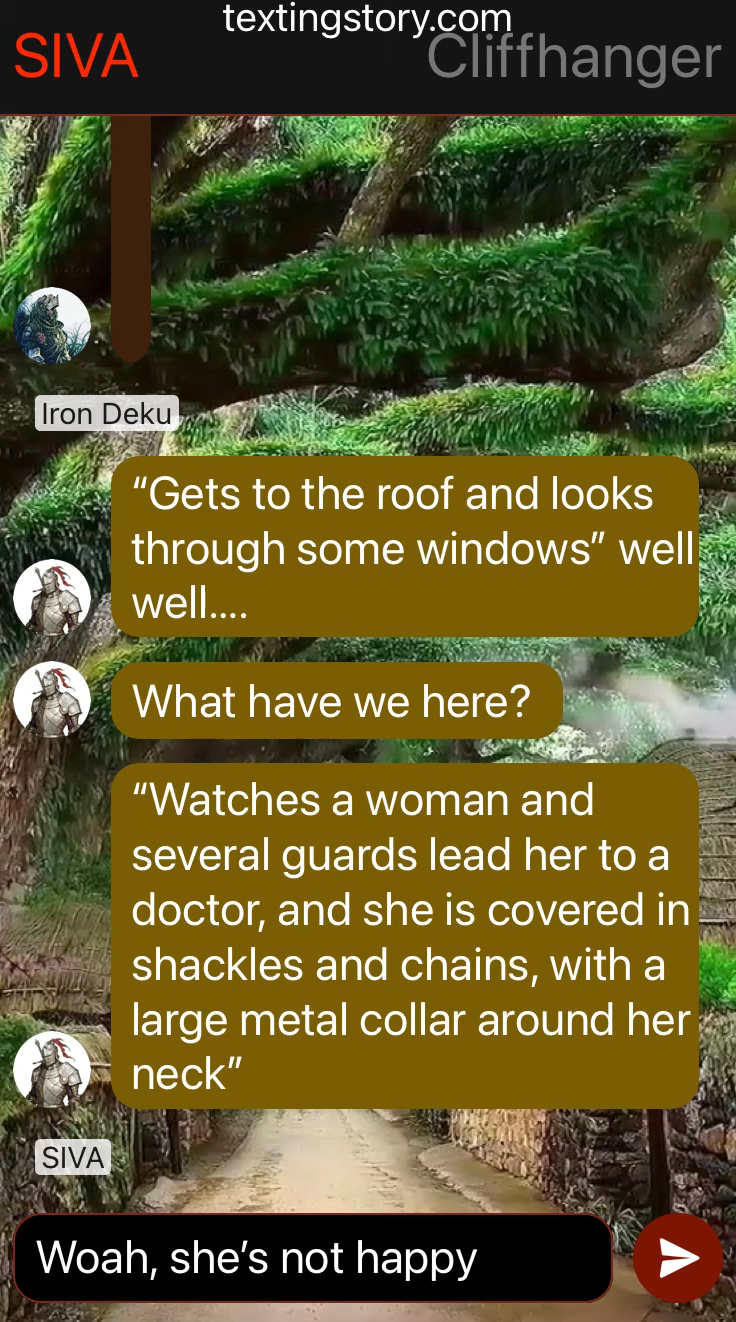 textingstory.com
SIVA
Cliffhanger
Iron Deku
“Gets to the roof and looks
through some windows” well
well....
What have we here?
“Watches a woman and
several guards lead her to a
doctor, and she is covered in
shackles and chains, with a
large metal collar around her
neck”
SIVA
Woah, she’s not happy